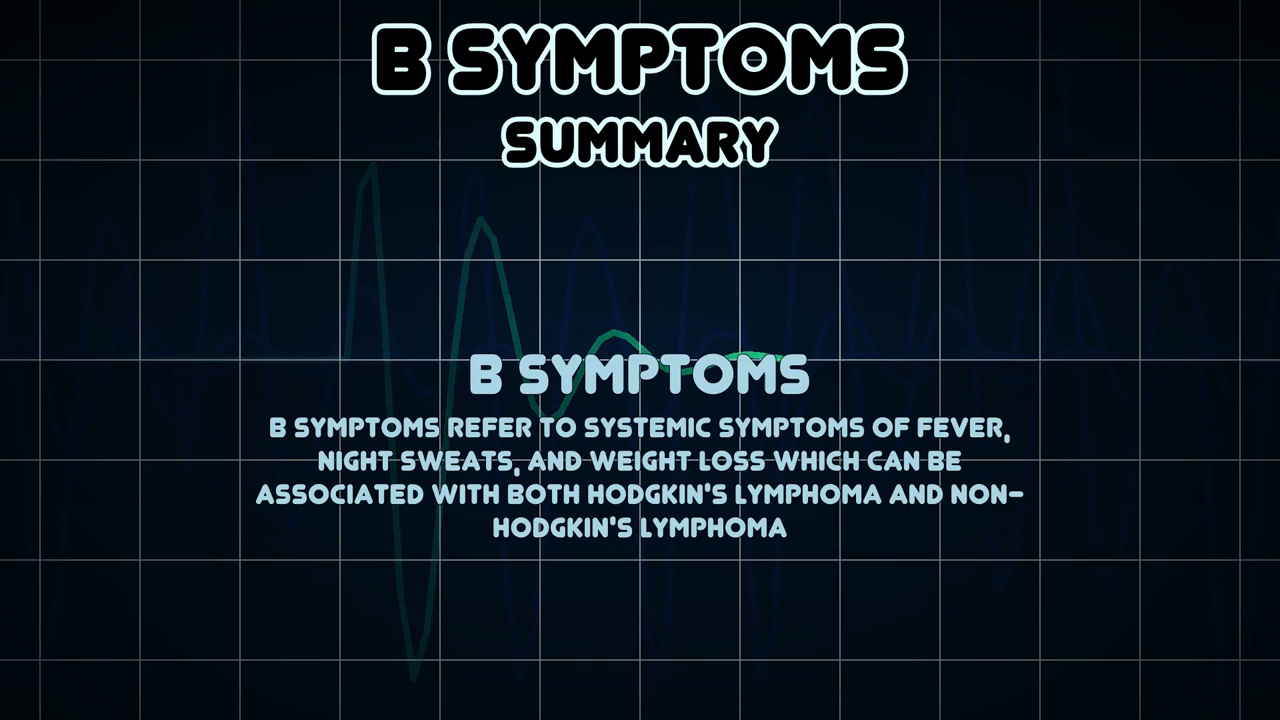 B SYMPTOMS
SUMMARY
B SYMPTOMS
B SYMPTOMS REFER TO SYSTEMIC SYMPTOMS OF FEVER,
NIGHT SWEATS, AND WEIGHT LOSS WHICH CAN BE
ASSOCIATED WITH BOTH HODGKIN'S LYMPHOMA AND NON-
HODGKIN'S LYMPHOMA